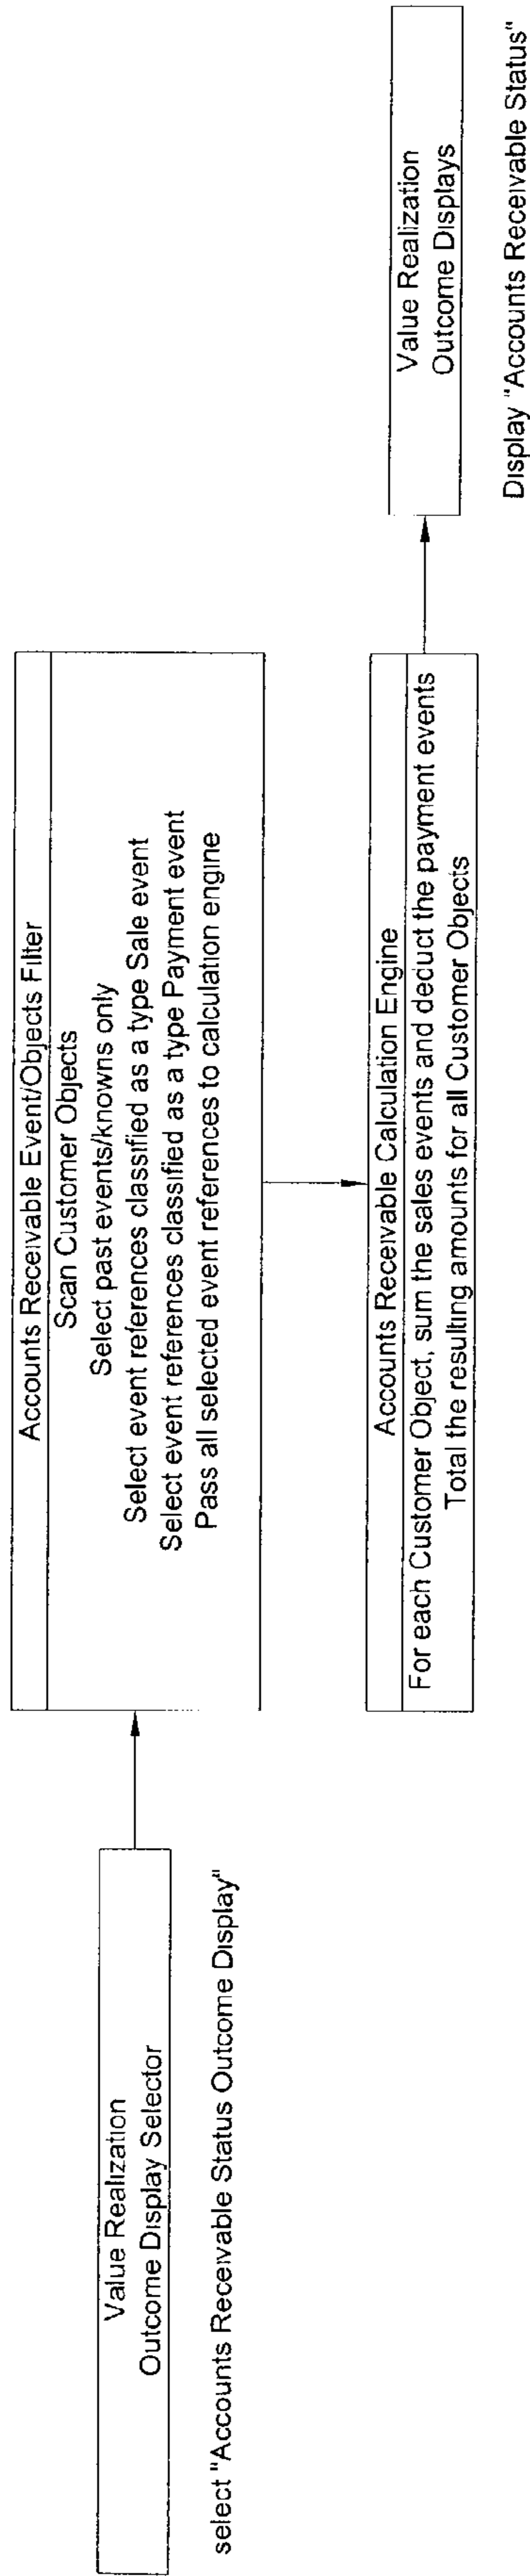 Value Realization
Outcome Display Selector
select "Accounts Receivable Status Outcome Display"
Accounts Receivable Event/Objects Filter
Scan Customer Objects
Select past events/knowns only
Select event references classified as a type Sale event
Select event references classified as a type Payment event
Pass all selected event references to calculation engine
Accounts Receivable Calculation Engine
For each Customer Object, sum the sales events and deduct the payment events
Total the resulting amounts for all Customer Objects
Value Realization
Outcome Displays
Display "Accounts Receivable Status"